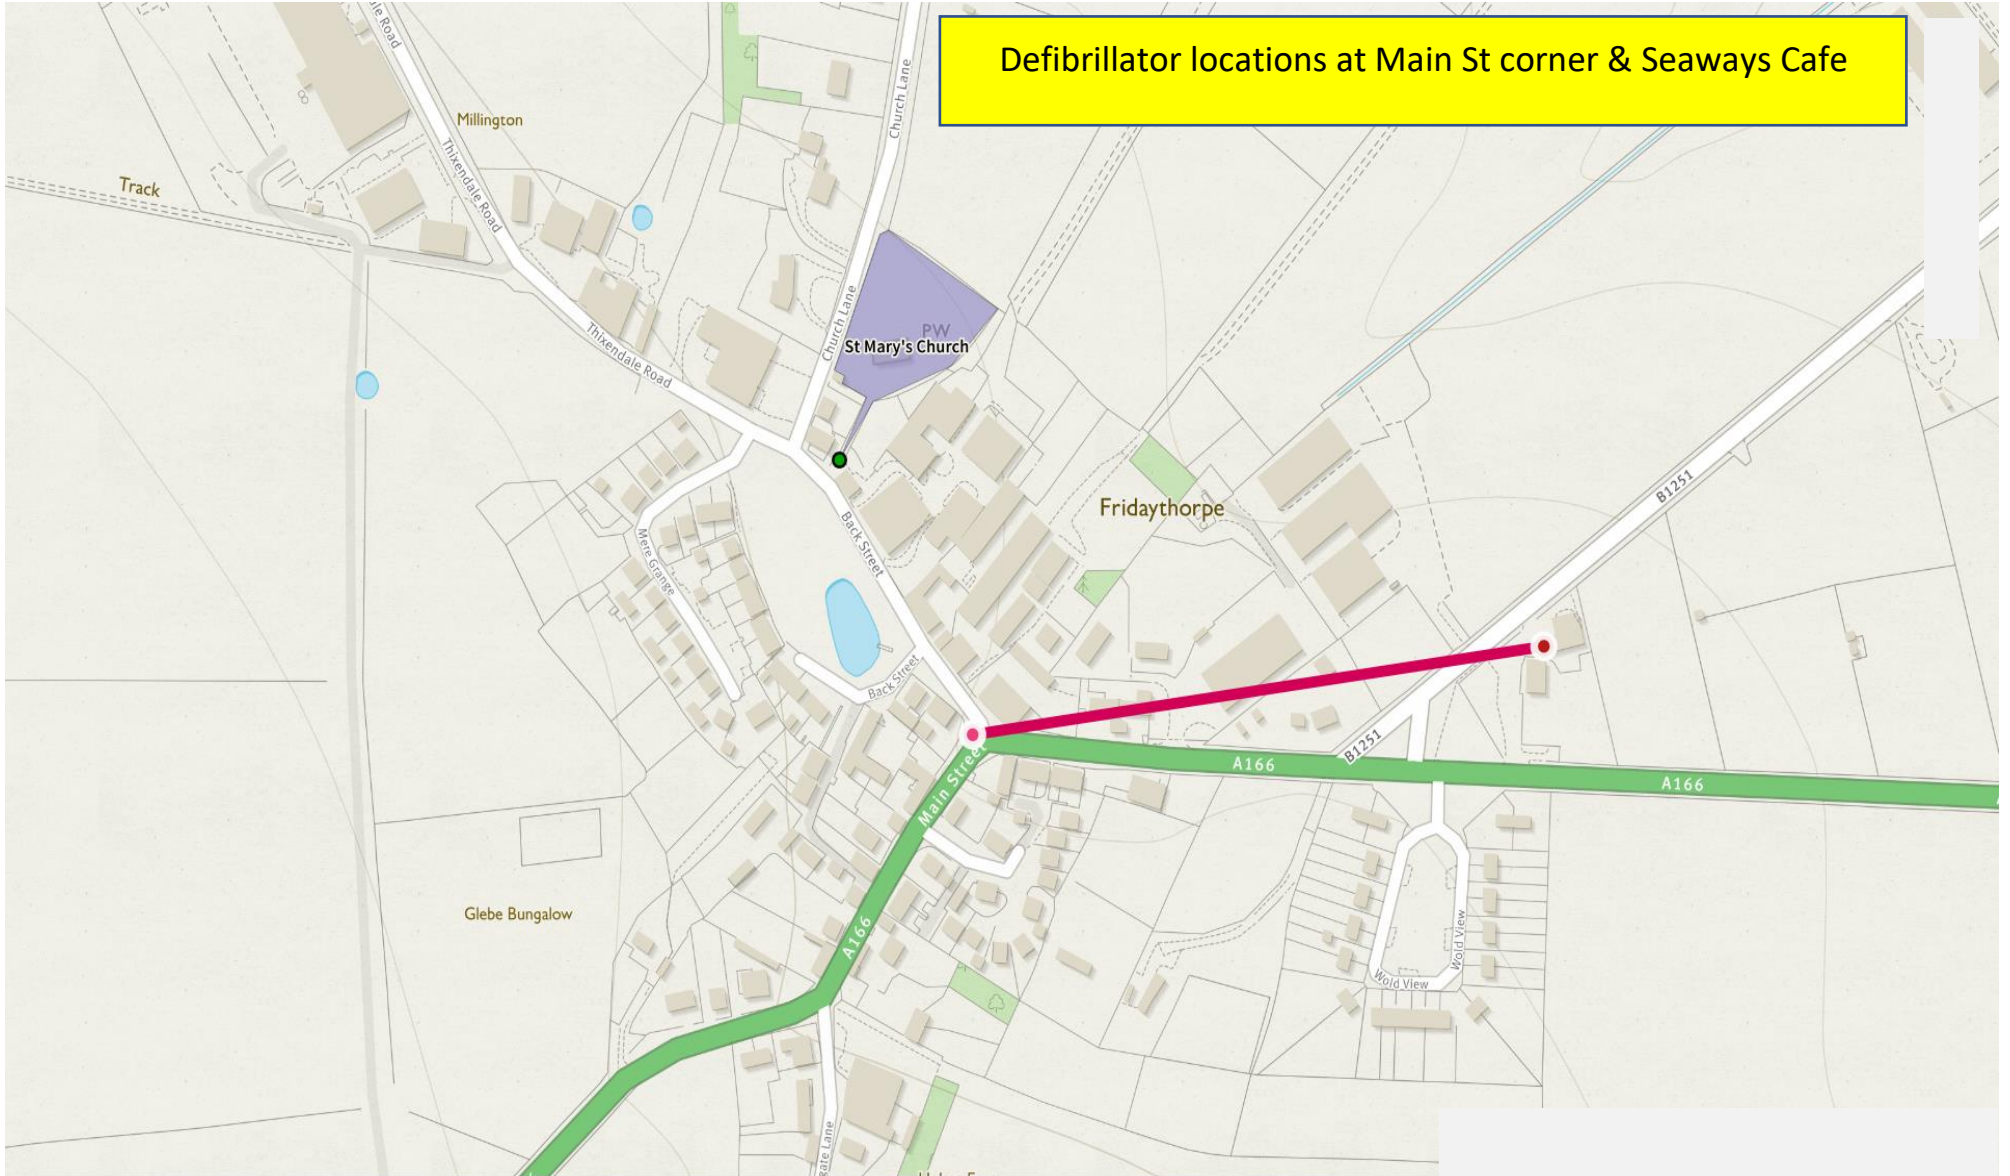 Defibrillator locations at Main St corner & Seaways Cafe
Road
Church Lane
Millington
Thixendale Road
Track
Church Lane
PW
St Mary's Church
Thixendale Road
B1251
Fridaythorpe
Back Street
Mere Grange
Back Street
B1251
A166
A166
Main Street
Glebe Bungalow
A166
Wold View
Wold View
Lane